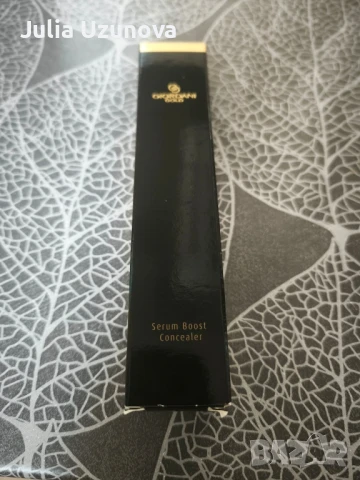 Julia Uzunova
GIORDANI
GOLD
Serum Boost
Concealer